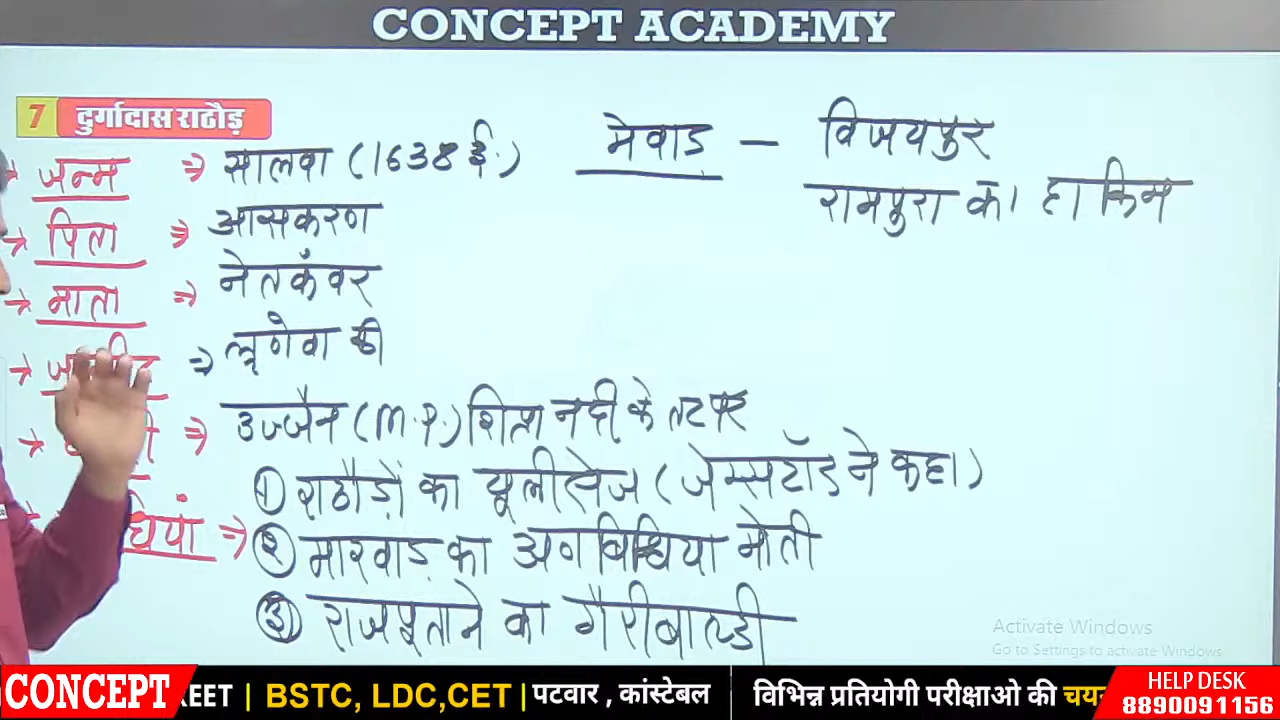 CONCEPT ACADEMY
7 दुर्गादास राठौड़
जन्म ⇒ सालवा (1638 ई.)
पिता ⇒ आसकरण
माता ⇒ नेतकँवर
⇒ लूणेवा की
⇒ उज्जैन (M.P.) शिप्रा नदी के तट पर
⇒ ① राठौड़ों का यूलीसेज (जेम्सटॉड ने कहा)
② मारवाड़ का अणबिंधिया मोती
③ राजपूताने का गैरीबाल्डी
मेवाड़ – विजयपुर
रामपुरा का हाकिम
Activate Windows
Go to Settings to activate Windows.
CONCEPT REET | BSTC, LDC,CET | पटवार , कांस्टेबल विभिन्न प्रतियोगी परीक्षाओ की HELP DESK
8890091156